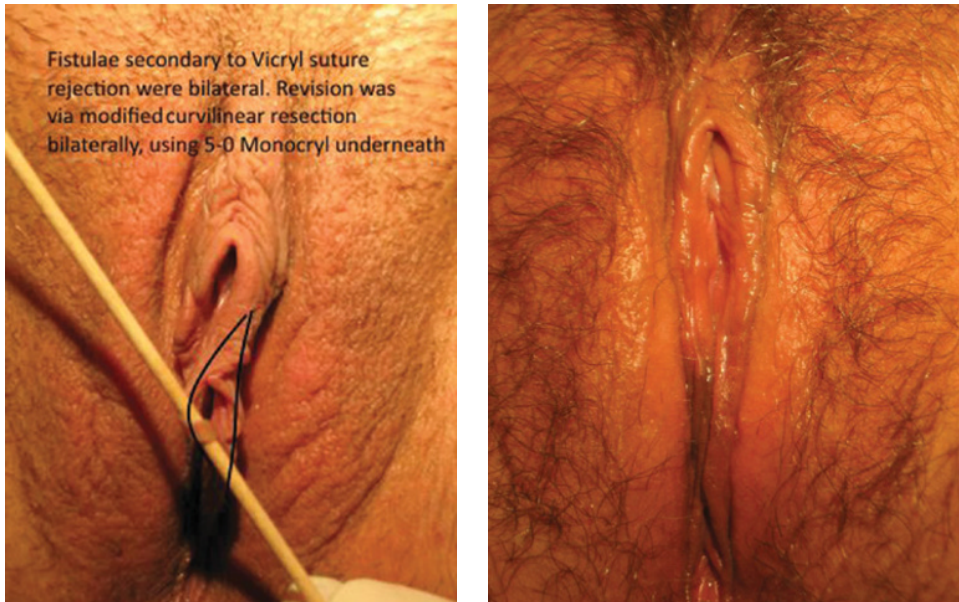 Fistulae secondary to Vicryl suture
rejection were bilateral. Revision was
via modified curvilinear resection
bilaterally, using 5-0 Monocryl underneath